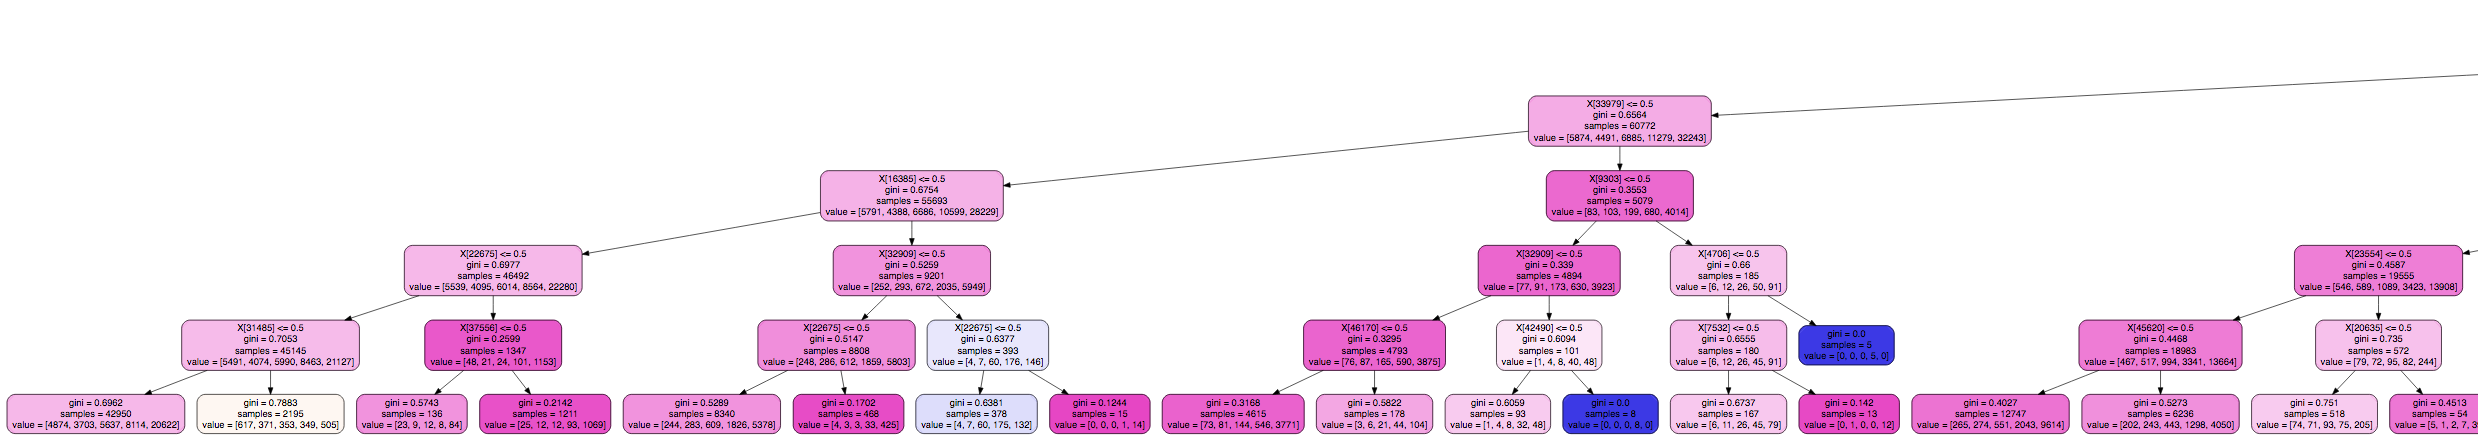 X[33979] <= 0.5
gini = 0.6564
samples = 60772
value = [5874, 4491, 6885, 11279, 32243]
X[16385] <= 0.5
gini = 0.6754
samples = 55693
value = [5791, 4388, 6686, 10599, 28229]
X[9303] <= 0.5
gini = 0.3553
samples = 5079
value = [83, 103, 199, 680, 4014]
X[22675] <= 0.5
gini = 0.6977
samples = 46492
value = [5539, 4095, 6014, 8564, 22280]
X[32909] <= 0.5
gini = 0.5259
samples = 9201
value = [252, 293, 672, 2035, 5949]
X[32909] <= 0.5
gini = 0.339
samples = 4894
value = [77, 91, 173, 630, 3923]
X[4706] <= 0.5
gini = 0.66
samples = 185
value = [6, 12, 26, 50, 91]
X[23554] <= 0.5
gini = 0.4587
samples = 19555
value = [546, 589, 1089, 3423, 13908]
X[31485] <= 0.5
gini = 0.7053
samples = 45145
value = [5491, 4074, 5990, 8463, 21127]
X[37556] <= 0.5
gini = 0.2599
samples = 1347
value = [48, 21, 24, 101, 1153]
X[22675] <= 0.5
gini = 0.5147
samples = 8808
value = [248, 286, 612, 1859, 5803]
X[22675] <= 0.5
gini = 0.6377
samples = 393
value = [4, 7, 60, 176, 146]
X[46170] <= 0.5
gini = 0.3295
samples = 4793
value = [76, 87, 165, 590, 3875]
X[42490] <= 0.5
gini = 0.6094
samples = 101
value = [1, 4, 8, 40, 48]
X[7532] <= 0.5
gini = 0.6555
samples = 180
value = [6, 12, 26, 45, 91]
gini = 0.0
samples = 5
value = [0, 0, 0, 5, 0]
X[45620] <= 0.5
gini = 0.4468
samples = 18983
value = [467, 517, 994, 3341, 13664]
X[20635] <= 0.5
gini = 0.735
samples = 572
value = [79, 72, 95, 82, 244]
gini = 0.6962
samples = 42950
value = [4874, 3703, 5637, 8114, 20622]
gini = 0.7883
samples = 2195
value = [617, 371, 353, 349, 505]
gini = 0.5743
samples = 136
value = [23, 9, 12, 8, 84]
gini = 0.2142
samples = 1211
value = [25, 12, 12, 93, 1069]
gini = 0.5289
samples = 8340
value = [244, 283, 609, 1826, 5378]
gini = 0.1702
samples = 468
value = [4, 3, 3, 33, 425]
gini = 0.6381
samples = 378
value = [4, 7, 60, 175, 132]
gini = 0.1244
samples = 15
value = [0, 0, 0, 1, 14]
gini = 0.3168
samples = 4615
value = [73, 81, 144, 546, 3771]
gini = 0.5822
samples = 178
value = [3, 6, 21, 44, 104]
gini = 0.6059
samples = 93
value = [1, 4, 8, 32, 48]
gini = 0.0
samples = 8
value = [0, 0, 0, 8, 0]
gini = 0.6737
samples = 167
value = [6, 11, 26, 45, 79]
gini = 0.142
samples = 13
value = [0, 1, 0, 0, 12]
gini = 0.4027
samples = 12747
value = [265, 274, 551, 2043, 9614]
gini = 0.5273
samples = 6236
value = [202, 243, 443, 1298, 4050]
gini = 0.751
samples = 518
value = [74, 71, 93, 75, 205]
gini = 0.4513
samples = 54
value = [5, 1, 2, 7,